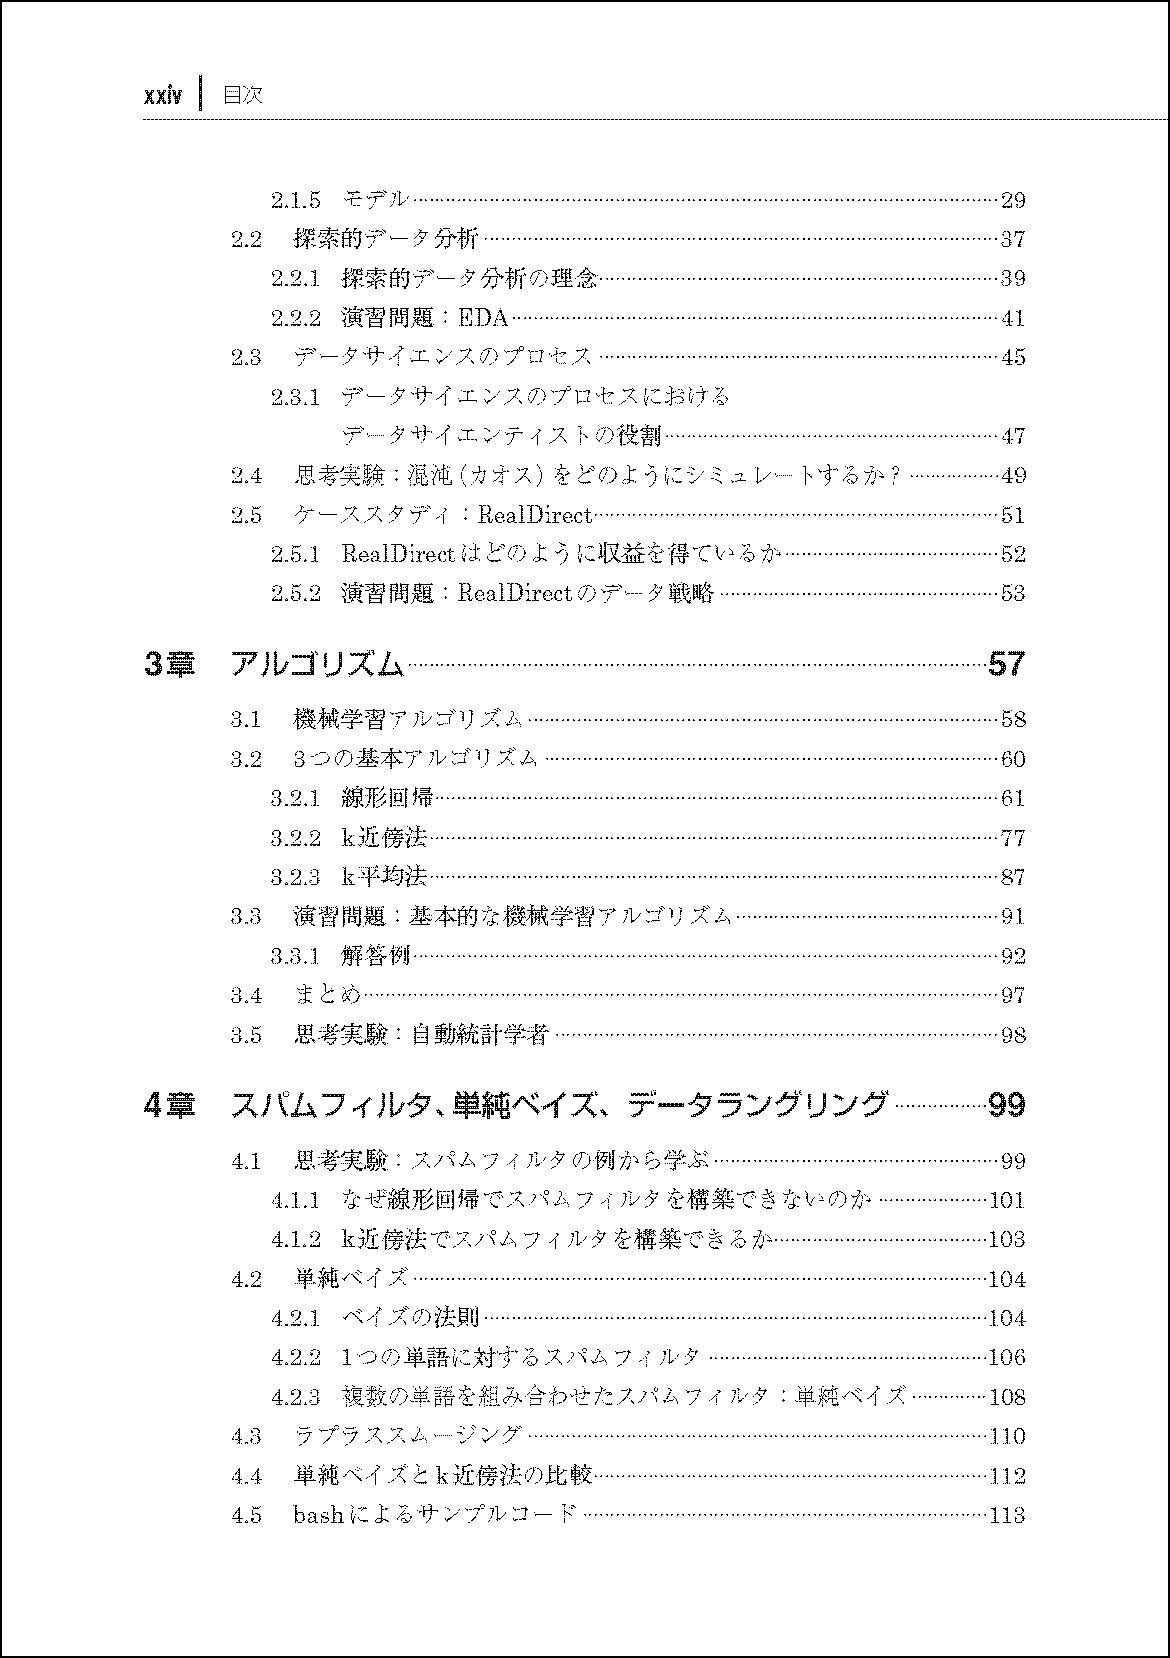 xxiv 目次
2.1.5 モデル 29
2.2 探索的データ分析 37
2.2.1 探索的データ分析の理念 39
2.2.2 演習問題：EDA 41
2.3 データサイエンスのプロセス 45
2.3.1 データサイエンスのプロセスにおける
データサイエンティストの役割 47
2.4 思考実験：混沌（カオス）をどのようにシミュレートするか？ 49
2.5 ケーススタディ：RealDirect 51
2.5.1 RealDirectはどのように収益を得ているか 52
2.5.2 演習問題：RealDirectのデータ戦略 53
3章 アルゴリズム 57
3.1 機械学習アルゴリズム 58
3.2 3つの基本アルゴリズム 60
3.2.1 線形回帰 61
3.2.2 k近傍法 77
3.2.3 k平均法 87
3.3 演習問題：基本的な機械学習アルゴリズム 91
3.3.1 解答例 92
3.4 まとめ 97
3.5 思考実験：自動統計学者 98
4章 スパムフィルタ、単純ベイズ、データラングリング 99
4.1 思考実験：スパムフィルタの例から学ぶ 99
4.1.1 なぜ線形回帰でスパムフィルタを構築できないのか 101
4.1.2 k近傍法でスパムフィルタを構築できるか 103
4.2 単純ベイズ 104
4.2.1 ベイズの法則 104
4.2.2 1つの単語に対するスパムフィルタ 106
4.2.3 複数の単語を組み合わせたスパムフィルタ：単純ベイズ 108
4.3 ラプラススムージング 110
4.4 単純ベイズとk近傍法の比較 112
4.5 bashによるサンプルコード 113